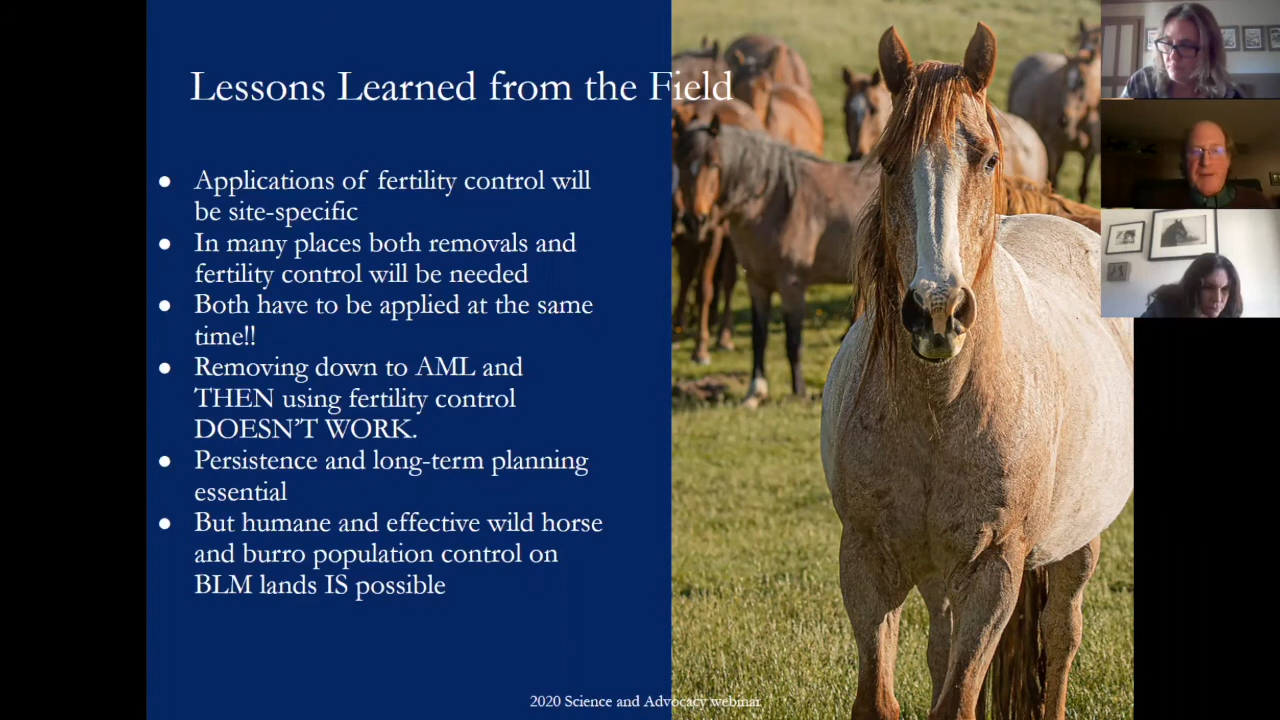 Lessons Learned from the Field
● Applications of fertility control will
be site-specific
● In many places both removals and
fertility control will be needed
● Both have to be applied at the same
time!!
● Removing down to AML and
THEN using fertility control
DOESN’T WORK.
● Persistence and long-term planning
essential
● But humane and effective wild horse
and burro population control on
BLM lands IS possible
2020 Science and Advocacy webinar